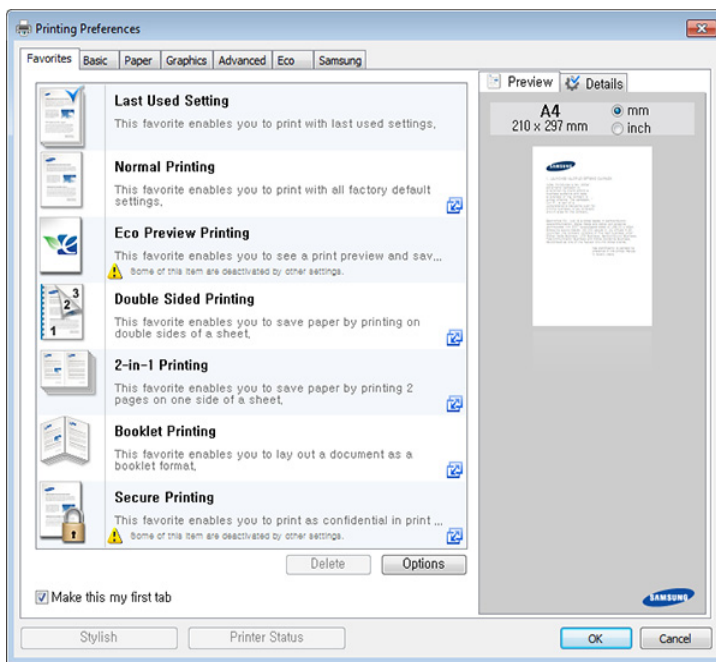 Printing Preferences
Favorites Basic Paper Graphics Advanced Eco Samsung
Last Used Setting
This favorite enables you to print with last used settings,
Normal Printing
This favorite enables you to print with all factory default
settings,
Eco Preview Printing
This favorite enables you to see a print preview and sav...
Some of this item are deactivated by other settings.
3
2
1
Double Sided Printing
This favorite enables you to save paper by printing on
double sides of a sheet,
2-in-1 Printing
This favorite enables you to save paper by printing 2
pages on one side of a sheet,
Booklet Printing
This favorite enables you to lay out a document as a
booklet format,
Secure Printing
This favorite enables you to print as confidential in print ...
Some of this item are deactivated by other settings.
Delete Options
Make this my first tab
Stylish Printer Status
Preview Details
A4
210 x 297 mm
mm
inch
SAMSUNG
SAMSUNG
OK Cancel